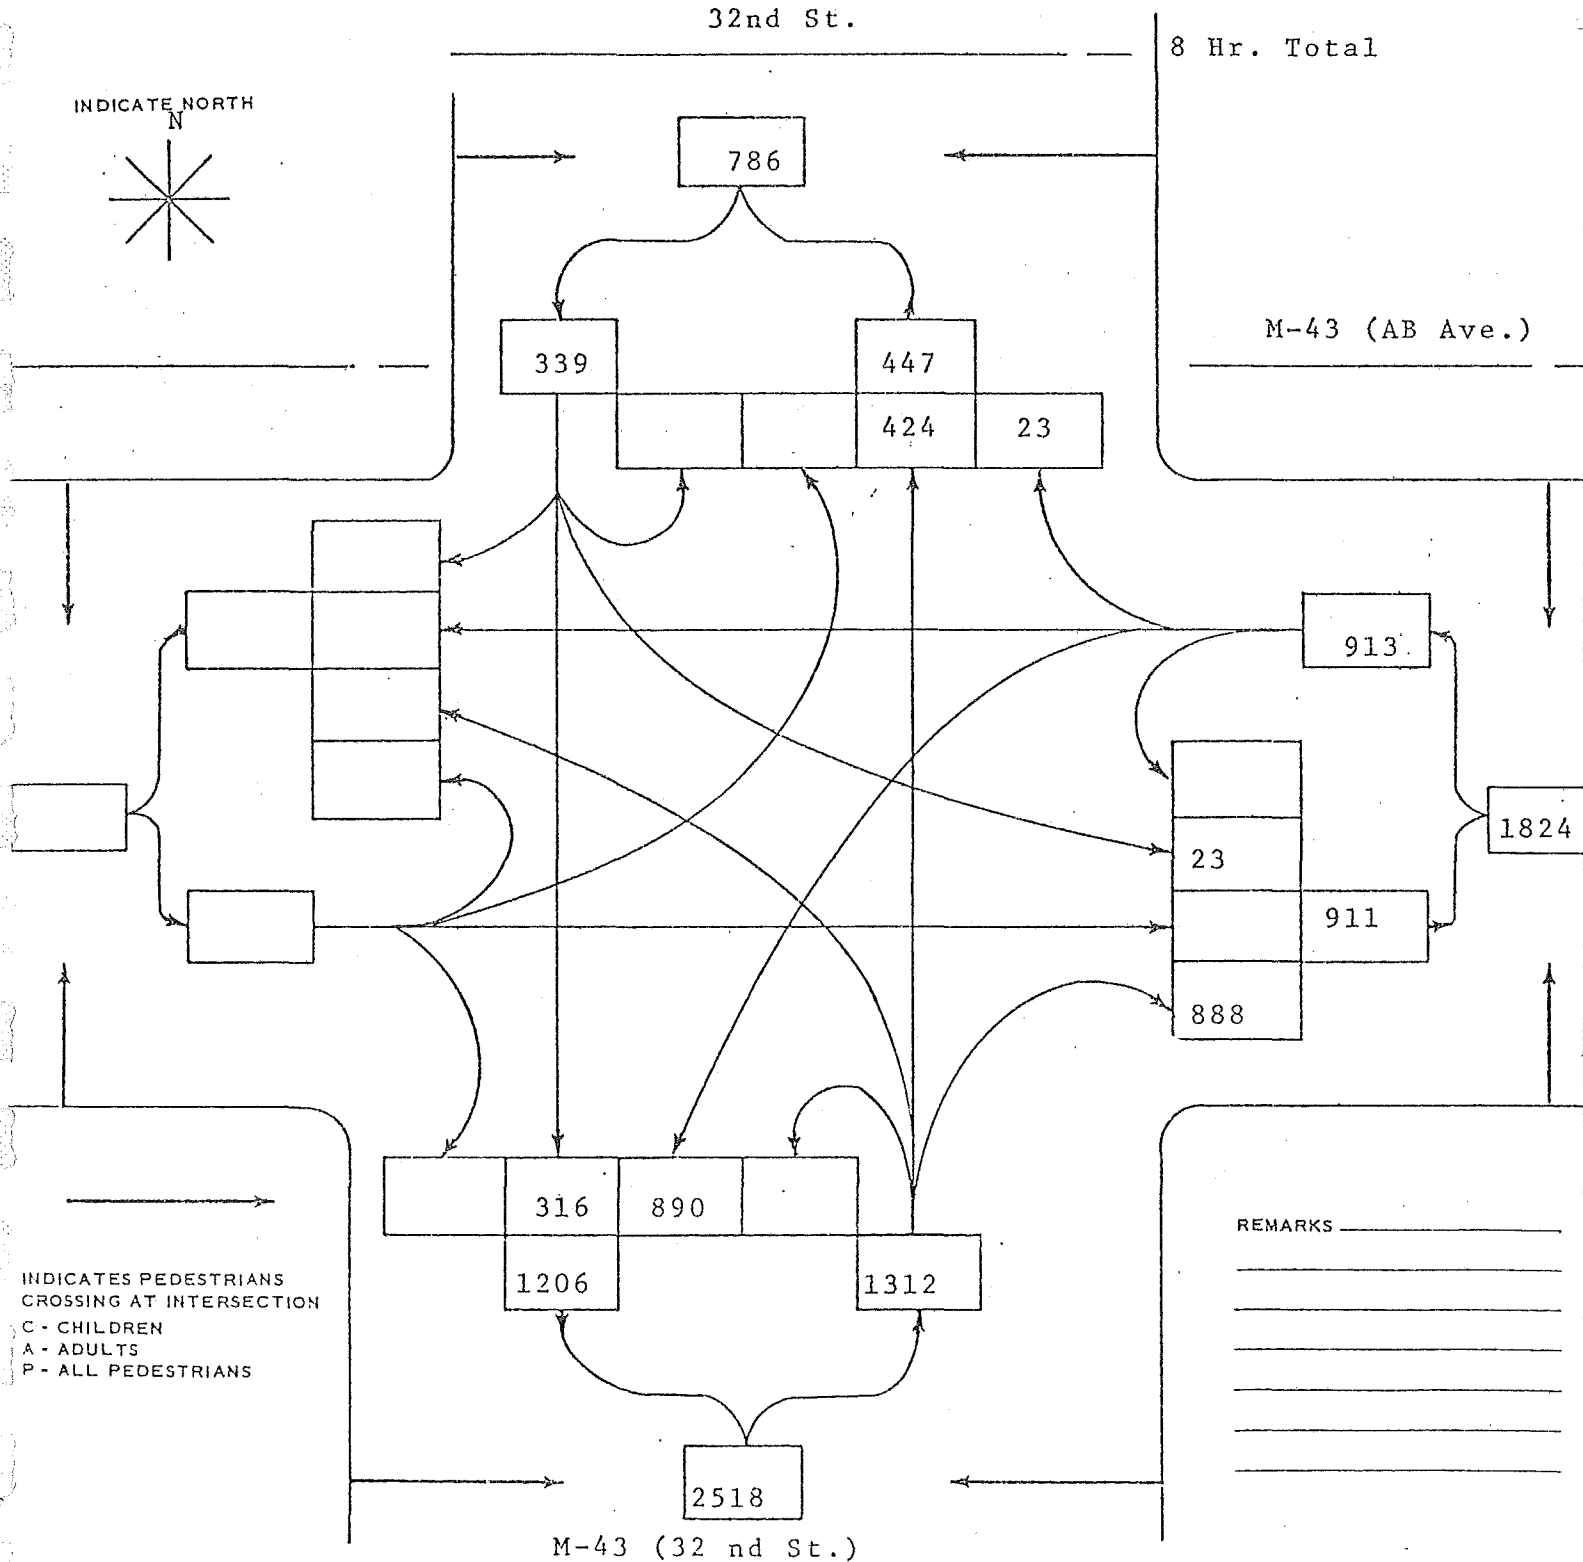 32nd St.
8 Hr. Total
INDICATE NORTH
N
786
M-43 (AB Ave.)
339
447
424
23
913
1824
23
911
888
316
890
1206
1312
REMARKS
INDICATES PEDESTRIANS
CROSSING AT INTERSECTION
C - CHILDREN
A - ADULTS
P - ALL PEDESTRIANS
2518
M-43 (32 nd St.)